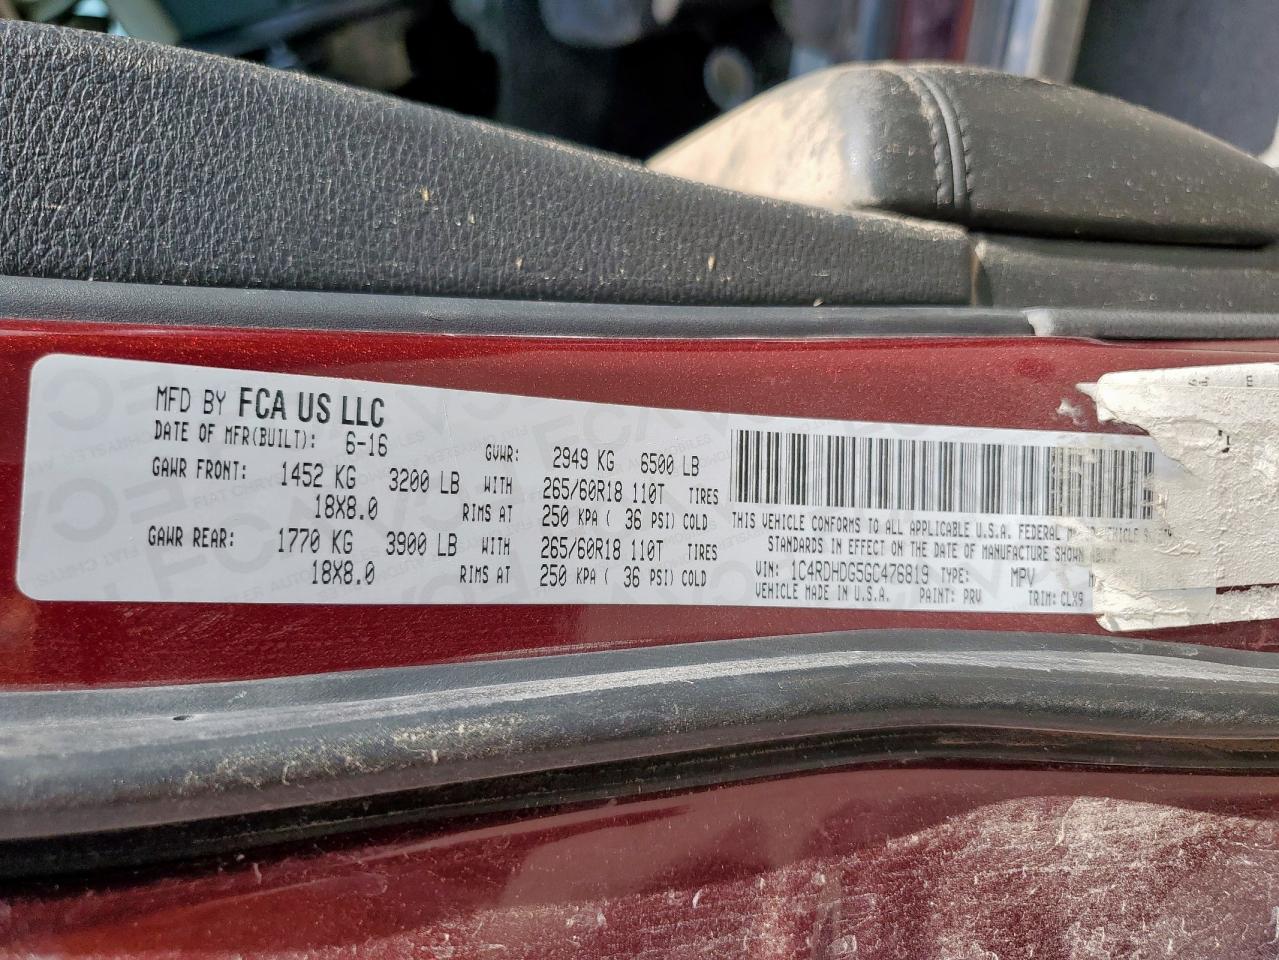 MFD BY FCA US LLC
DATE OF MFR(BUILT): 6-16 GVWR: 2949 KG 6500 LB
GAWR FRONT: 1452 KG 3200 LB WITH 265/60R18 110T TIRES
18X8.0 RIMS AT 250 KPA ( 36 PSI) COLD
GAWR REAR: 1770 KG 3900 LB WITH 265/60R18 110T TIRES
18X8.0 RIMS AT 250 KPA ( 36 PSI) COLD
THIS VEHICLE CONFORMS TO ALL APPLICABLE U.S.A. FEDERAL VEHICLE
STANDARDS IN EFFECT ON THE DATE OF MANUFACTURE SHOWN ABOVE
VIN: 1C4RDHDG5GC476819 TYPE: MPV
VEHICLE MADE IN U.S.A. PAINT: PRV TRIM: CLX9